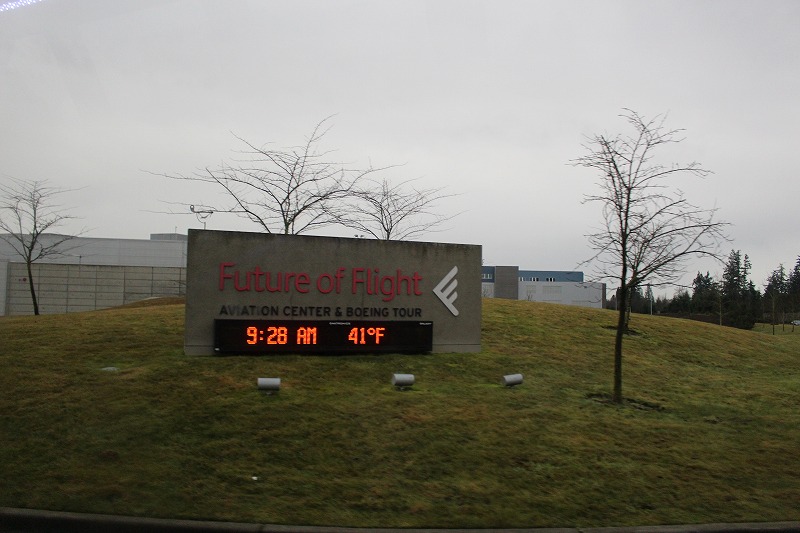 Future of Flight
AVIATION CENTER & BOEING TOUR
9:28 AM 41°F